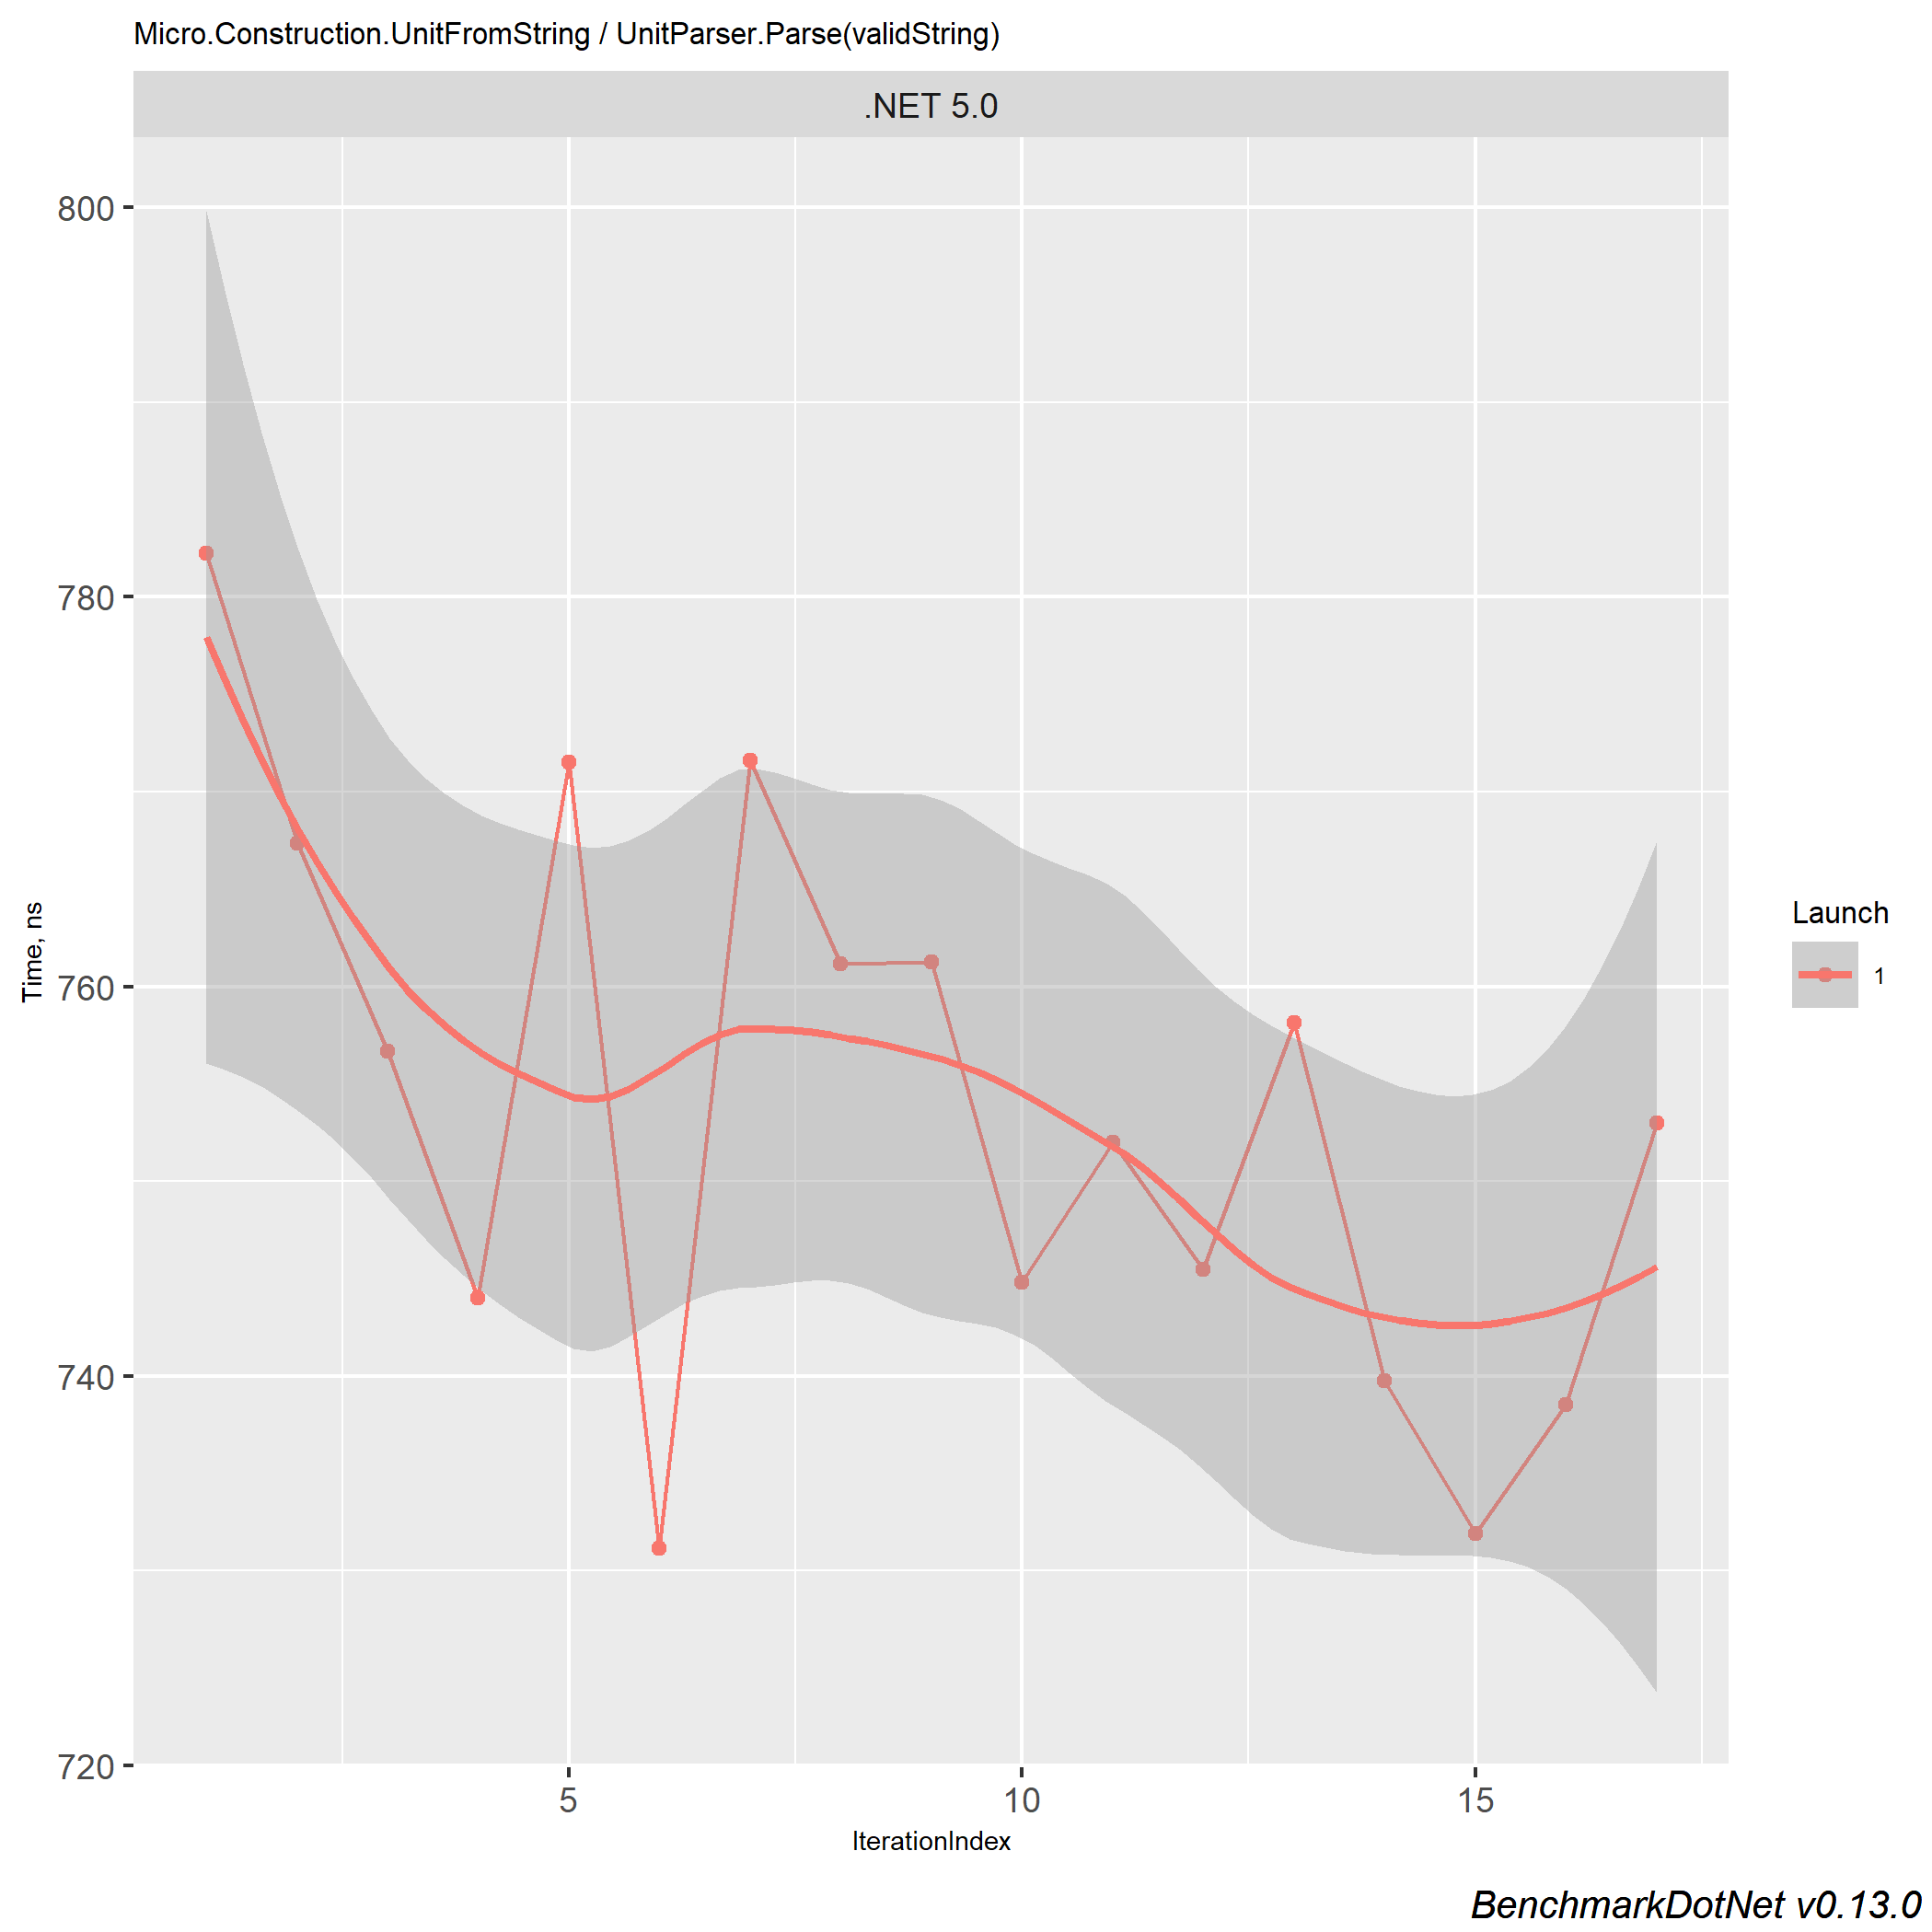 Micro.Construction.UnitFromString / UnitParser.Parse(validString)
.NET 5.0
800
780
760
740
720
Time, ns
5
10
15
IterationIndex
Launch
1
BenchmarkDotNet v0.13.0